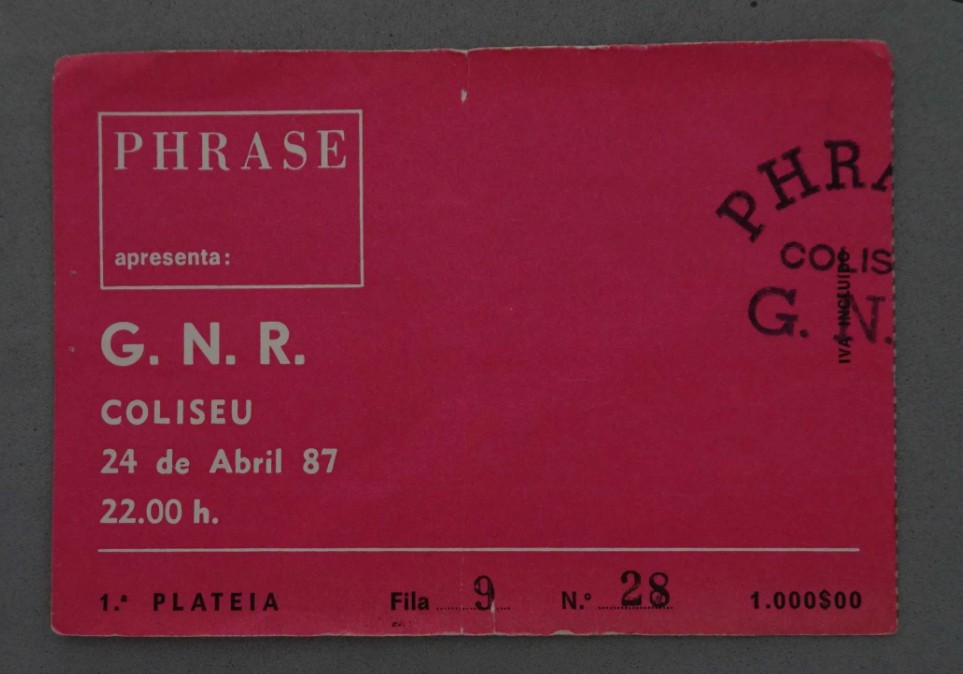 PHRASE
apresenta:
G. N. R.
COLISEU
24 de Abril 87
22.00 h.
1.ª PLATEIA Fila 9 N.º 28 1.000$00
PHRA
COLIS
G. N.
IVA INCLUIDO